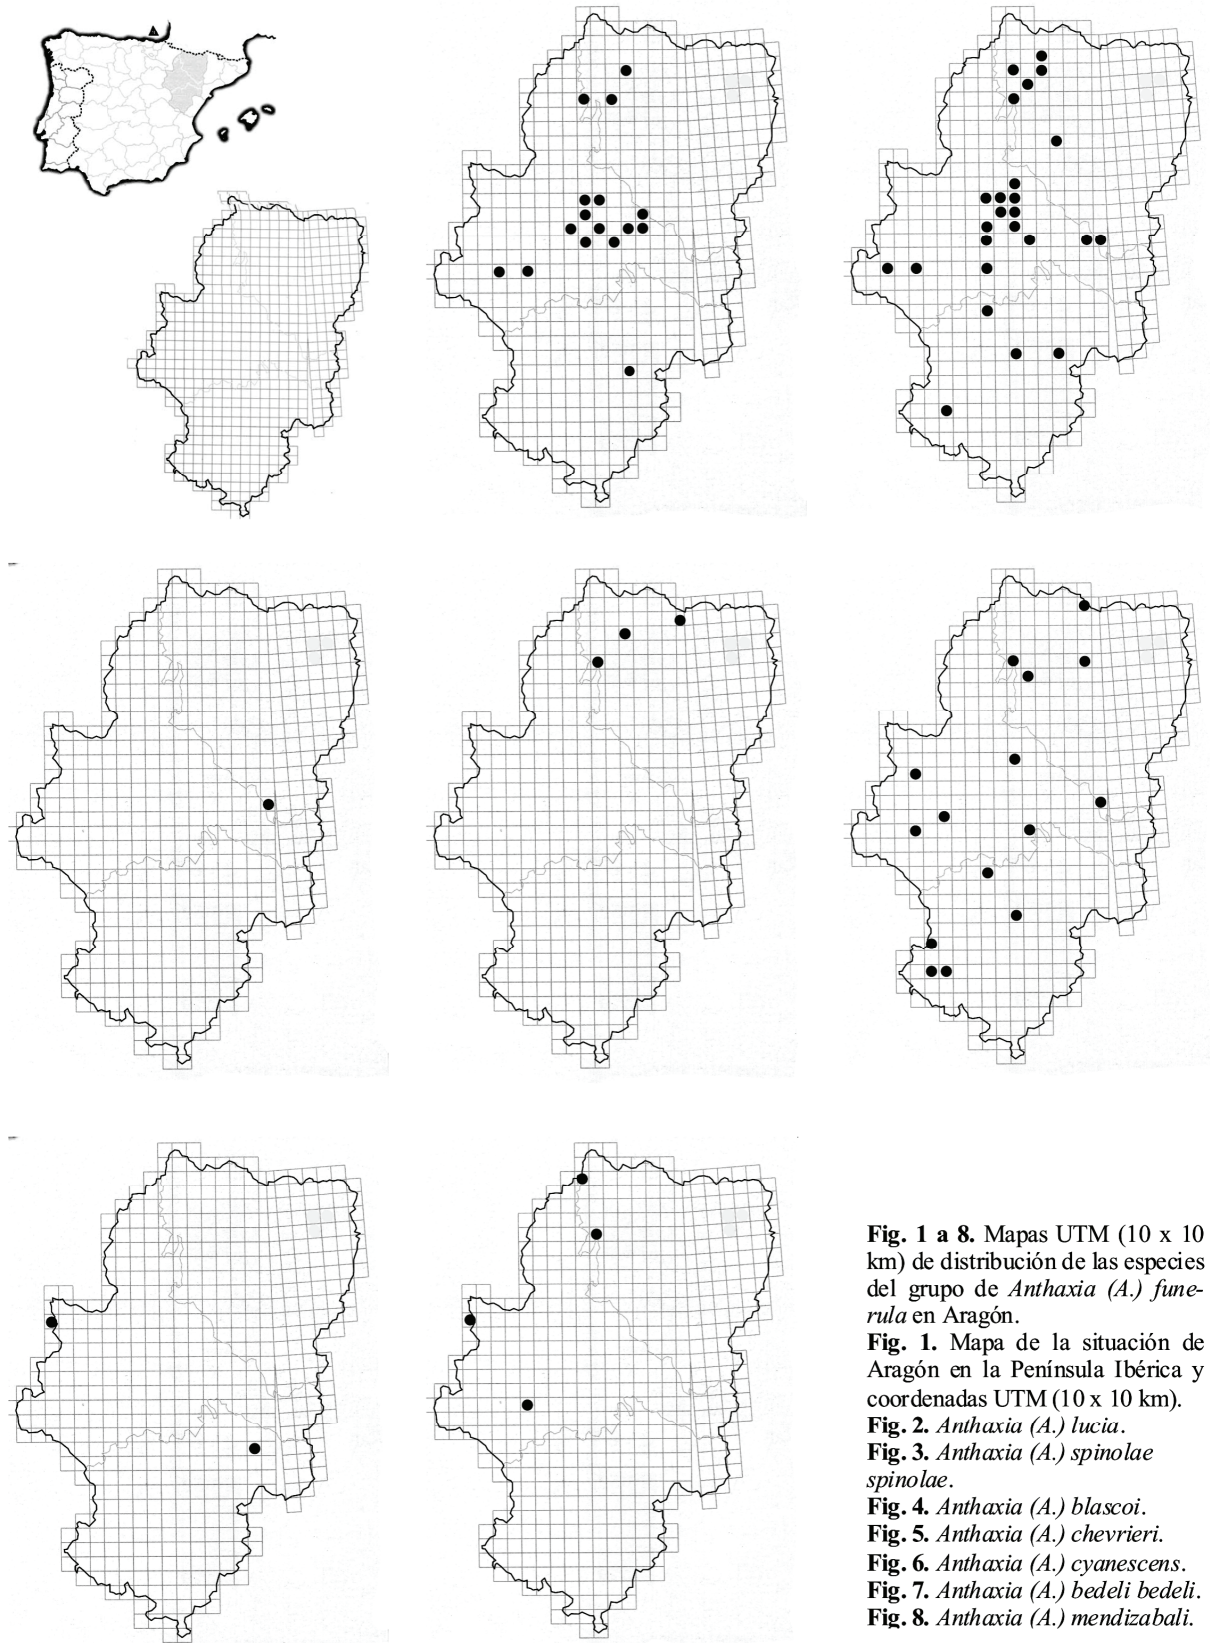 Fig. 1 a 8. Mapas UTM (10 x 10
km) de distribución de las especies
del grupo de Anthaxia (A.) fune-
rula en Aragón.
Fig. 1. Mapa de la situación de
Aragón en la Península Ibérica y
coordenadas UTM (10 x 10 km).
Fig. 2. Anthaxia (A.) lucia.
Fig. 3. Anthaxia (A.) spinolae
spinolae.
Fig. 4. Anthaxia (A.) blascoi.
Fig. 5. Anthaxia (A.) chevrieri.
Fig. 6. Anthaxia (A.) cyanescens.
Fig. 7. Anthaxia (A.) bedeli bedeli.
Fig. 8. Anthaxia (A.) mendizabali.